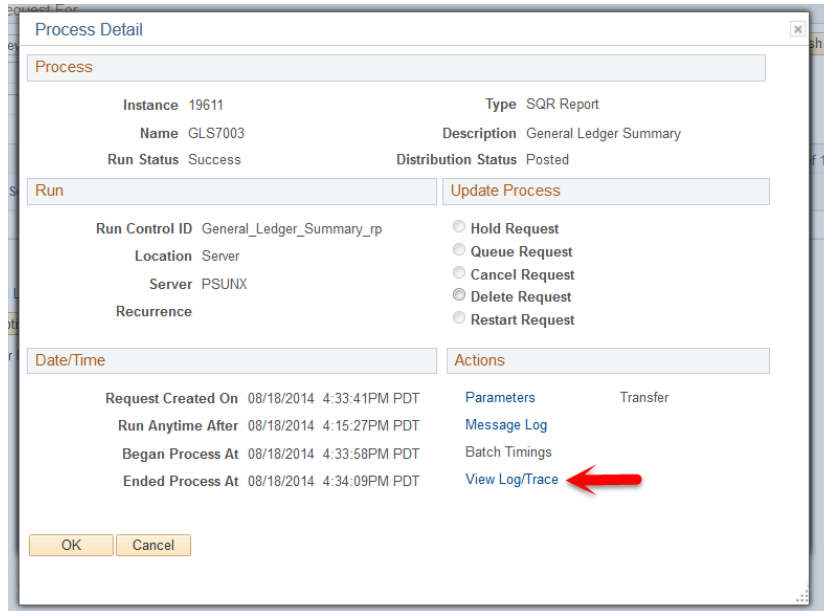 equest For
Process Detail
sh
Process
Instance 19611 Type SQR Report
Name GLS7003 Description General Ledger Summary
Run Status Success Distribution Status Posted
Run Update Process
Run Control ID General_Ledger_Summary_rp Hold Request
Location Server Queue Request
Server PSUNX Cancel Request
Recurrence Delete Request
Restart Request
Date/Time Actions
Request Created On 08/18/2014 4:33:41PM PDT Parameters Transfer
Run Anytime After 08/18/2014 4:15:27PM PDT Message Log
Began Process At 08/18/2014 4:33:58PM PDT Batch Timings
Ended Process At 08/18/2014 4:34:09PM PDT View Log/Trace
OK Cancel